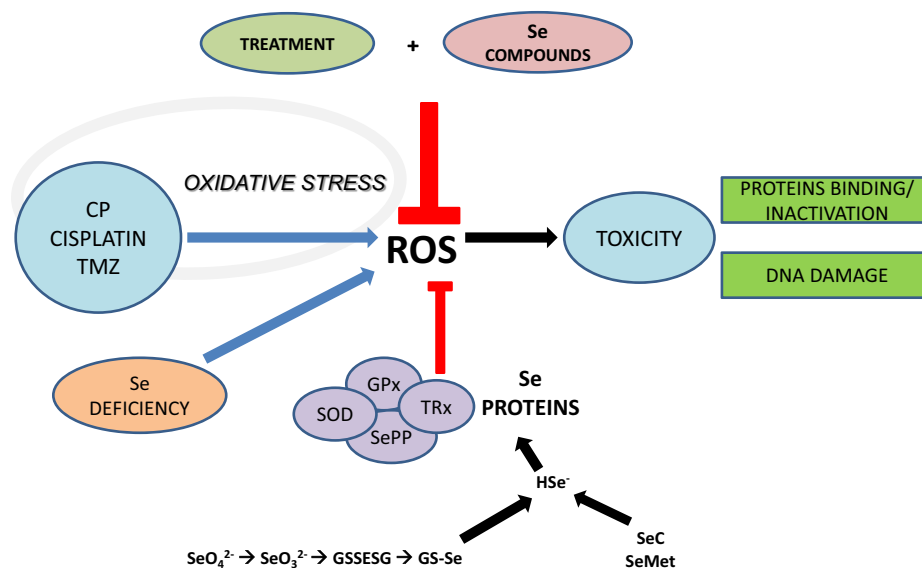 TREATMENT
+
Se
COMPOUNDS
OXIDATIVE STRESS
CP
CISPLATIN
TMZ
ROS
TOXICITY
PROTEINS BINDING/
INACTIVATION
DNA DAMAGE
Se
DEFICIENCY
GPx
SOD
TRx
SePP
Se
PROTEINS
HSe⁻
SeC
SeMet
SeO₄²⁻ → SeO₃²⁻ → GSSESG → GS-Se